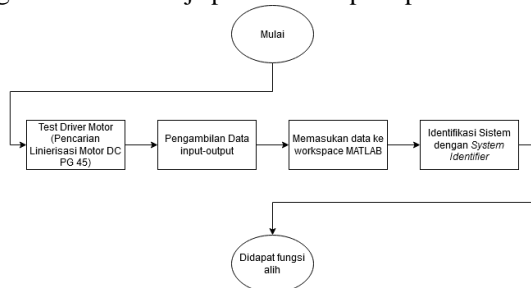 Mulai
Test Driver Motor
(Pencarian
Linierisasi Motor DC
PG 45)
Pengambilan Data
input-output
Memasukan data ke
workspace MATLAB
Identifikasi Sistem
dengan System
Identifier
Didapat fungsi
alih